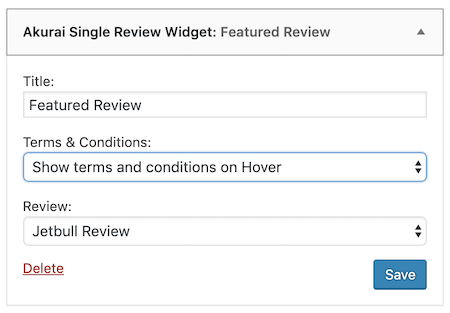 Akurai Single Review Widget: Featured Review
Title:
Featured Review
Terms & Conditions:
Show terms and conditions on Hover
Review:
Jetbull Review
Delete
Save